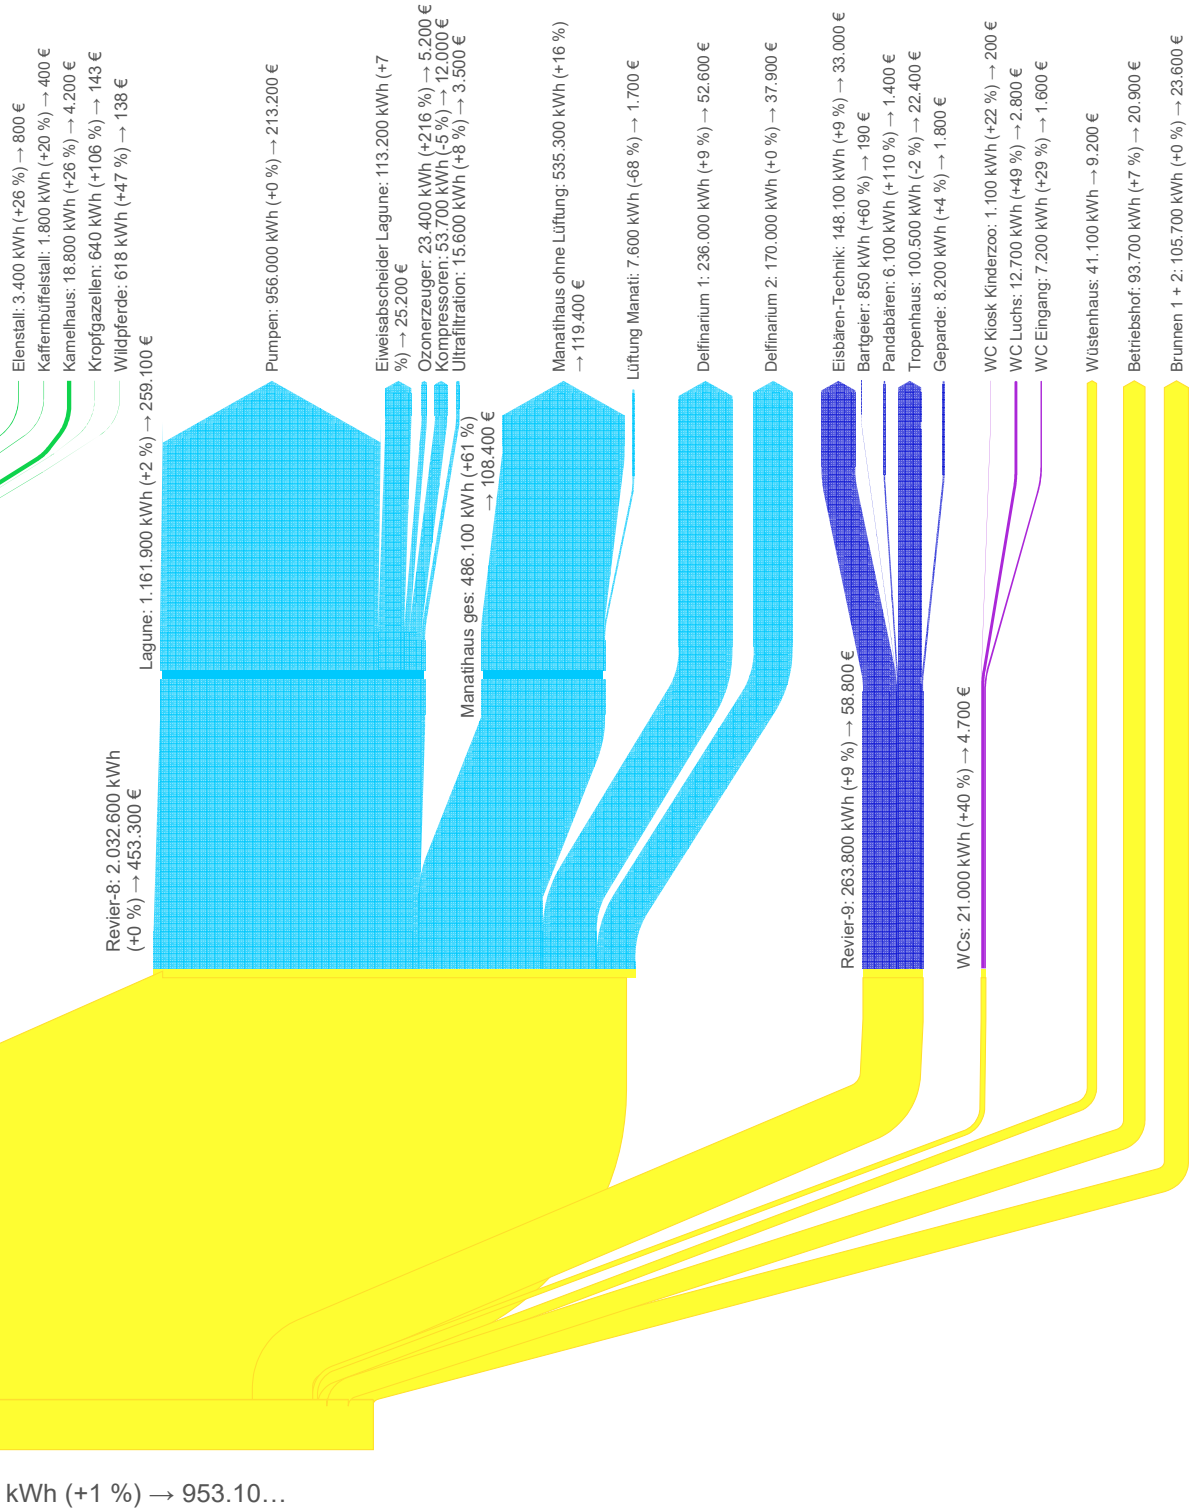 Elenstall: 3.400 kWh (+26 %) → 800 €
Kaffernbüffelstall: 1.800 kWh (+20 %) → 400 €
Kamelhaus: 18.800 kWh (+26 %) → 4.200 €
Kropfgazellen: 640 kWh (+106 %) → 143 €
Wildpferde: 618 kWh (+47 %) → 138 €
Lagune: 1.161.900 kWh (+2 %) → 259.100 €
Pumpen: 956.000 kWh (+0 %) → 213.200 €
Eiweisabscheider Lagune: 113.200 kWh (+7
%) → 25.200 €
Ozonerzeuger: 23.400 kWh (+216 %) → 5.200 €
Kompressoren: 53.700 kWh (-5 %) → 12.000 €
Ultrafiltration: 15.600 kWh (+8 %) → 3.500 €
Manatihaus ges: 486.100 kWh (+61 %)
→ 108.400 €
Manatihaus ohne Lüftung: 535.300 kWh (+16 %)
→ 119.400 €
Lüftung Manati: 7.600 kWh (-68 %) → 1.700 €
Delfinarium 1: 236.000 kWh (+9 %) → 52.600 €
Delfinarium 2: 170.000 kWh (+0 %) → 37.900 €
Eisbären-Technik: 148.100 kWh (+9 %) → 33.000 €
Bartgeier: 850 kWh (+60 %) → 190 €
Pandabären: 6.100 kWh (+110 %) → 1.400 €
Tropenhaus: 100.500 kWh (-2 %) → 22.400 €
Geparde: 8.200 kWh (+4 %) → 1.800 €
WC Kiosk Kinderzoo: 1.100 kWh (+22 %) → 200 €
WC Luchs: 12.700 kWh (+49 %) → 2.800 €
WC Eingang: 7.200 kWh (+29 %) → 1.600 €
Wüstenhaus: 41.100 kWh → 9.200 €
Betriebshof: 93.700 kWh (+7 %) → 20.900 €
Brunnen 1 + 2: 105.700 kWh (+0 %) → 23.600 €
Revier-8: 2.032.600 kWh
(+0 %) → 453.300 €
Revier-9: 263.800 kWh (+9 %) → 58.800 €
WCs: 21.000 kWh (+40 %) → 4.700 €
kWh (+1 %) → 953.10…